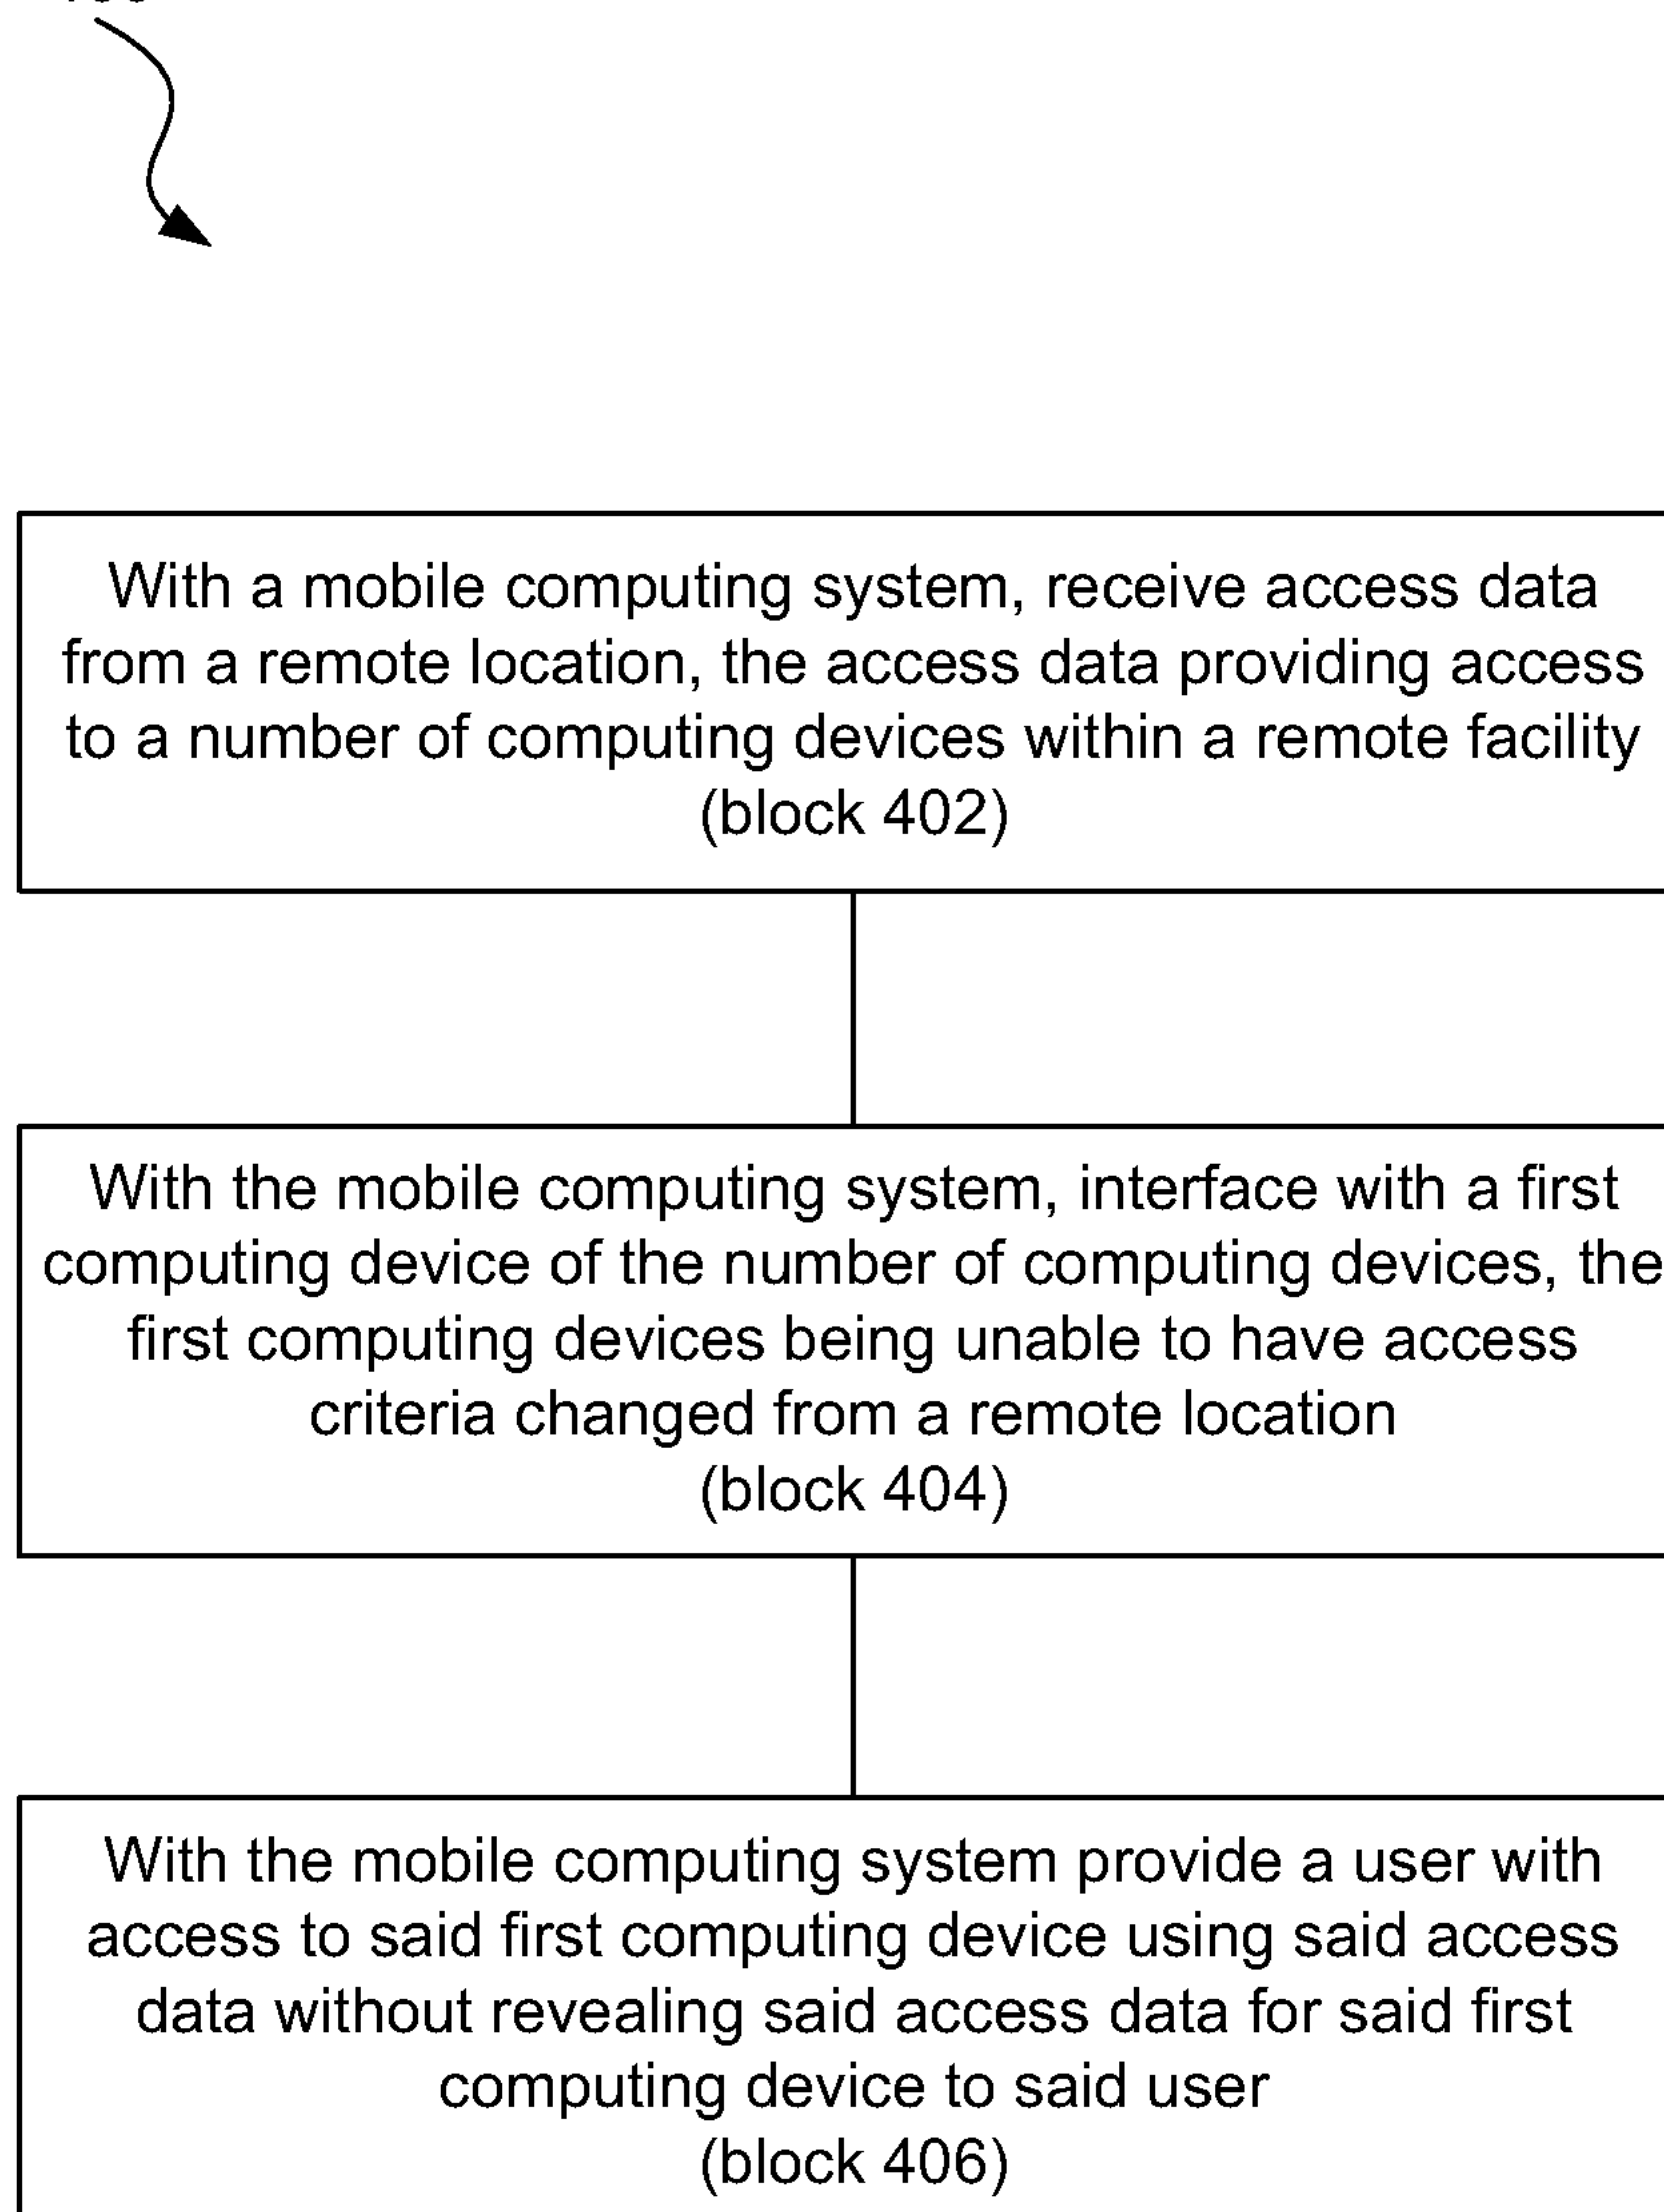 With a mobile computing system, receive access data
from a remote location, the access data providing access
to a number of computing devices within a remote facility
(block 402)
With the mobile computing system, interface with a first
computing device of the number of computing devices, the
first computing devices being unable to have access
criteria changed from a remote location
(block 404)
With the mobile computing system provide a user with
access to said first computing device using said access
data without revealing said access data for said first
computing device to said user
(block 406)